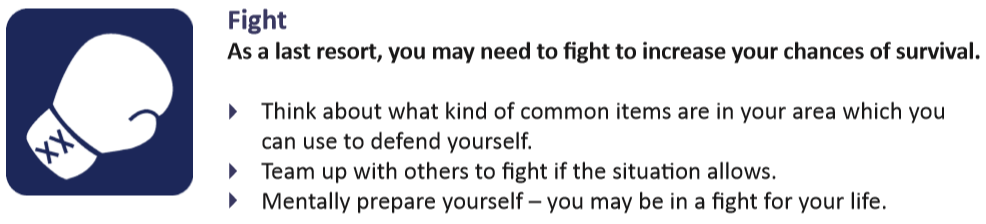 Fight
As a last resort, you may need to fight to increase your chances of survival.
Think about what kind of common items are in your area which you
can use to defend yourself.
Team up with others to fight if the situation allows.
Mentally prepare yourself – you may be in a fight for your life.
XX